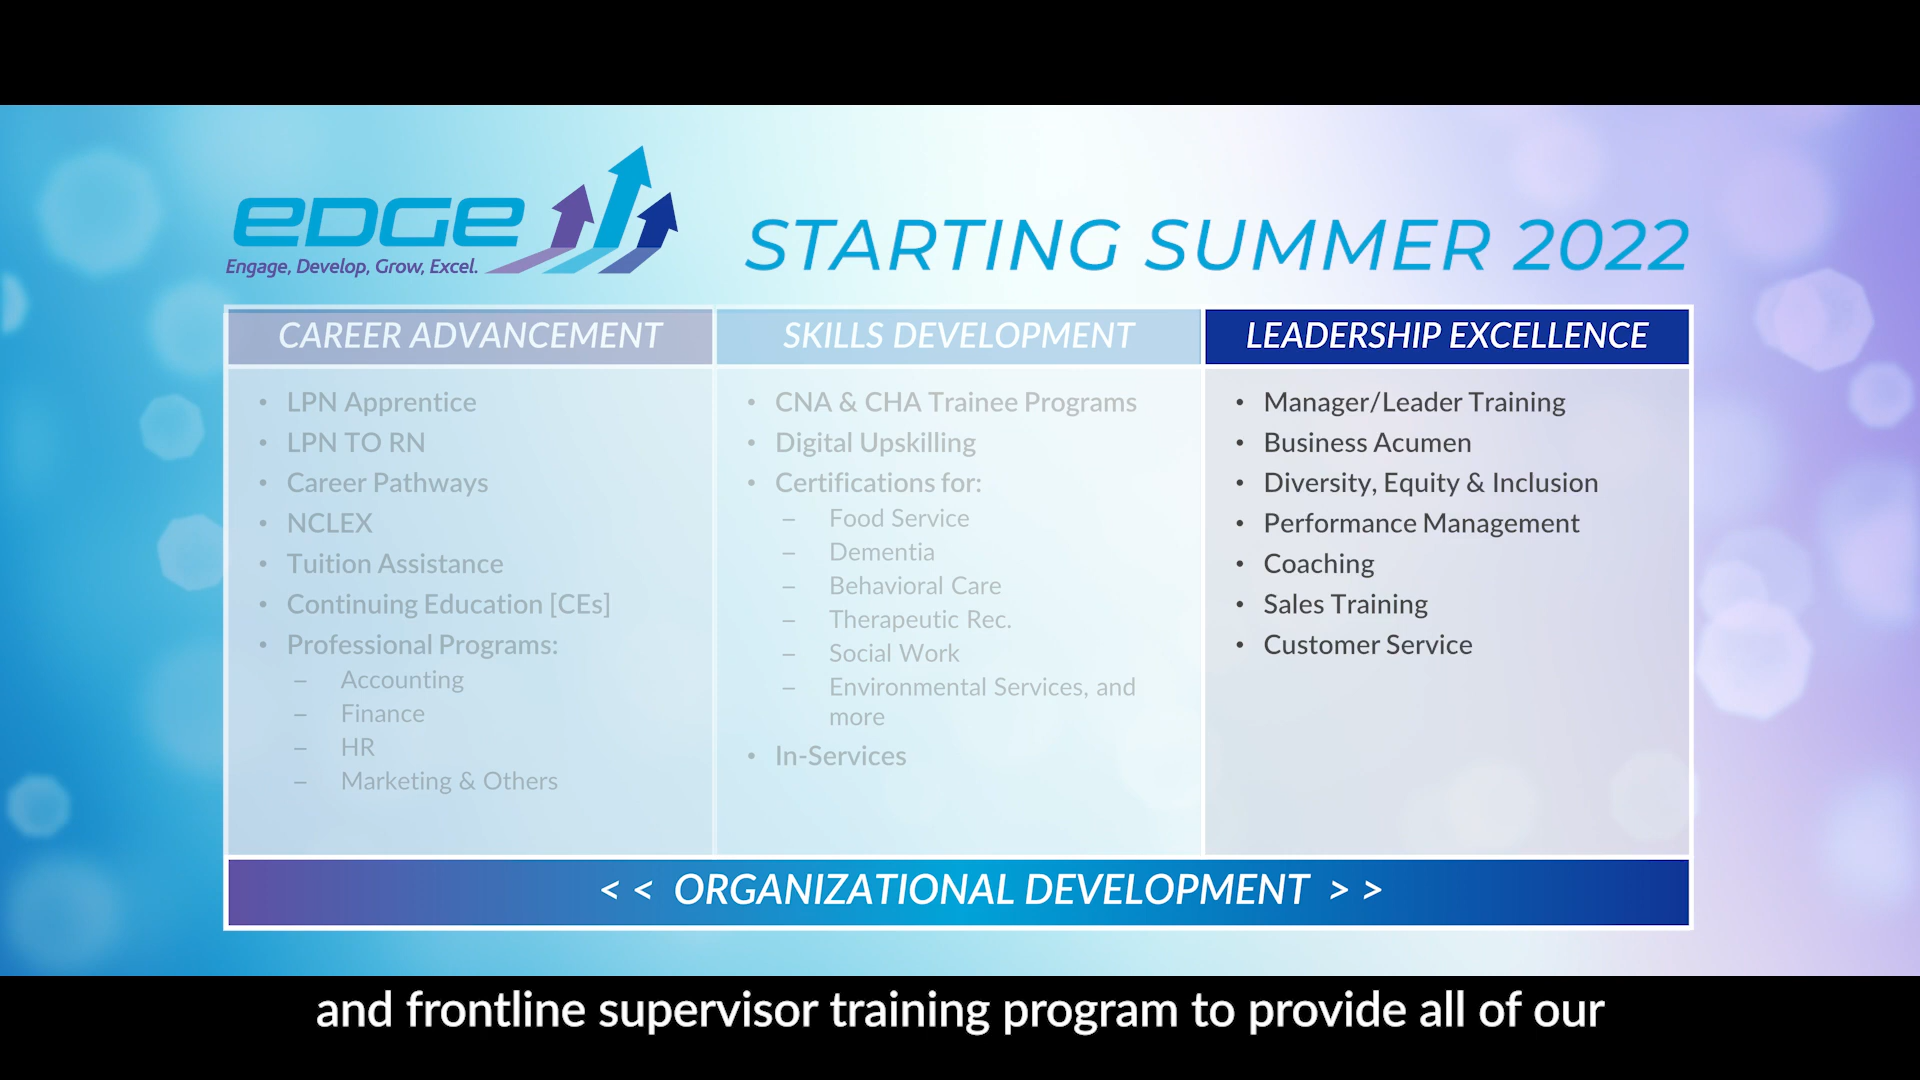 eDGe
Engage, Develop, Grow, Excel.
STARTING SUMMER 2022
CAREER ADVANCEMENT
• LPN Apprentice
• LPN TO RN
• Career Pathways
• NCLEX
• Tuition Assistance
• Continuing Education [CEs]
• Professional Programs:
– Accounting
– Finance
– HR
– Marketing & Others
SKILLS DEVELOPMENT
• CNA & CHA Trainee Programs
• Digital Upskilling
• Certifications for:
– Food Service
– Dementia
– Behavioral Care
– Therapeutic Rec.
– Social Work
– Environmental Services, and
more
• In-Services
LEADERSHIP EXCELLENCE
• Manager/Leader Training
• Business Acumen
• Diversity, Equity & Inclusion
• Performance Management
• Coaching
• Sales Training
• Customer Service
< < ORGANIZATIONAL DEVELOPMENT > >
and frontline supervisor training program to provide all of our